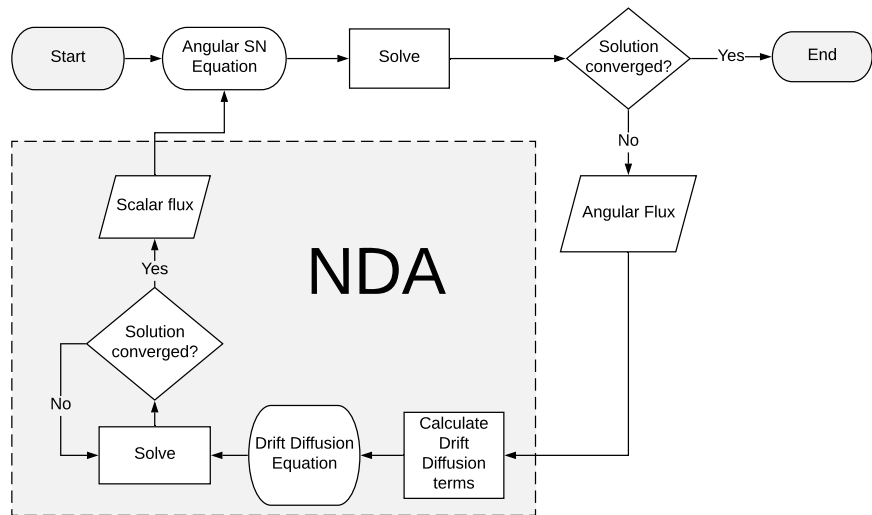 Start
Angular SN
Equation
Solve
Solution
converged?
Yes
End
No
Angular Flux
Scalar flux
NDA
Yes
Solution
converged?
No
Solve
Drift Diffusion
Equation
Calculate
Drift
Diffusion
terms